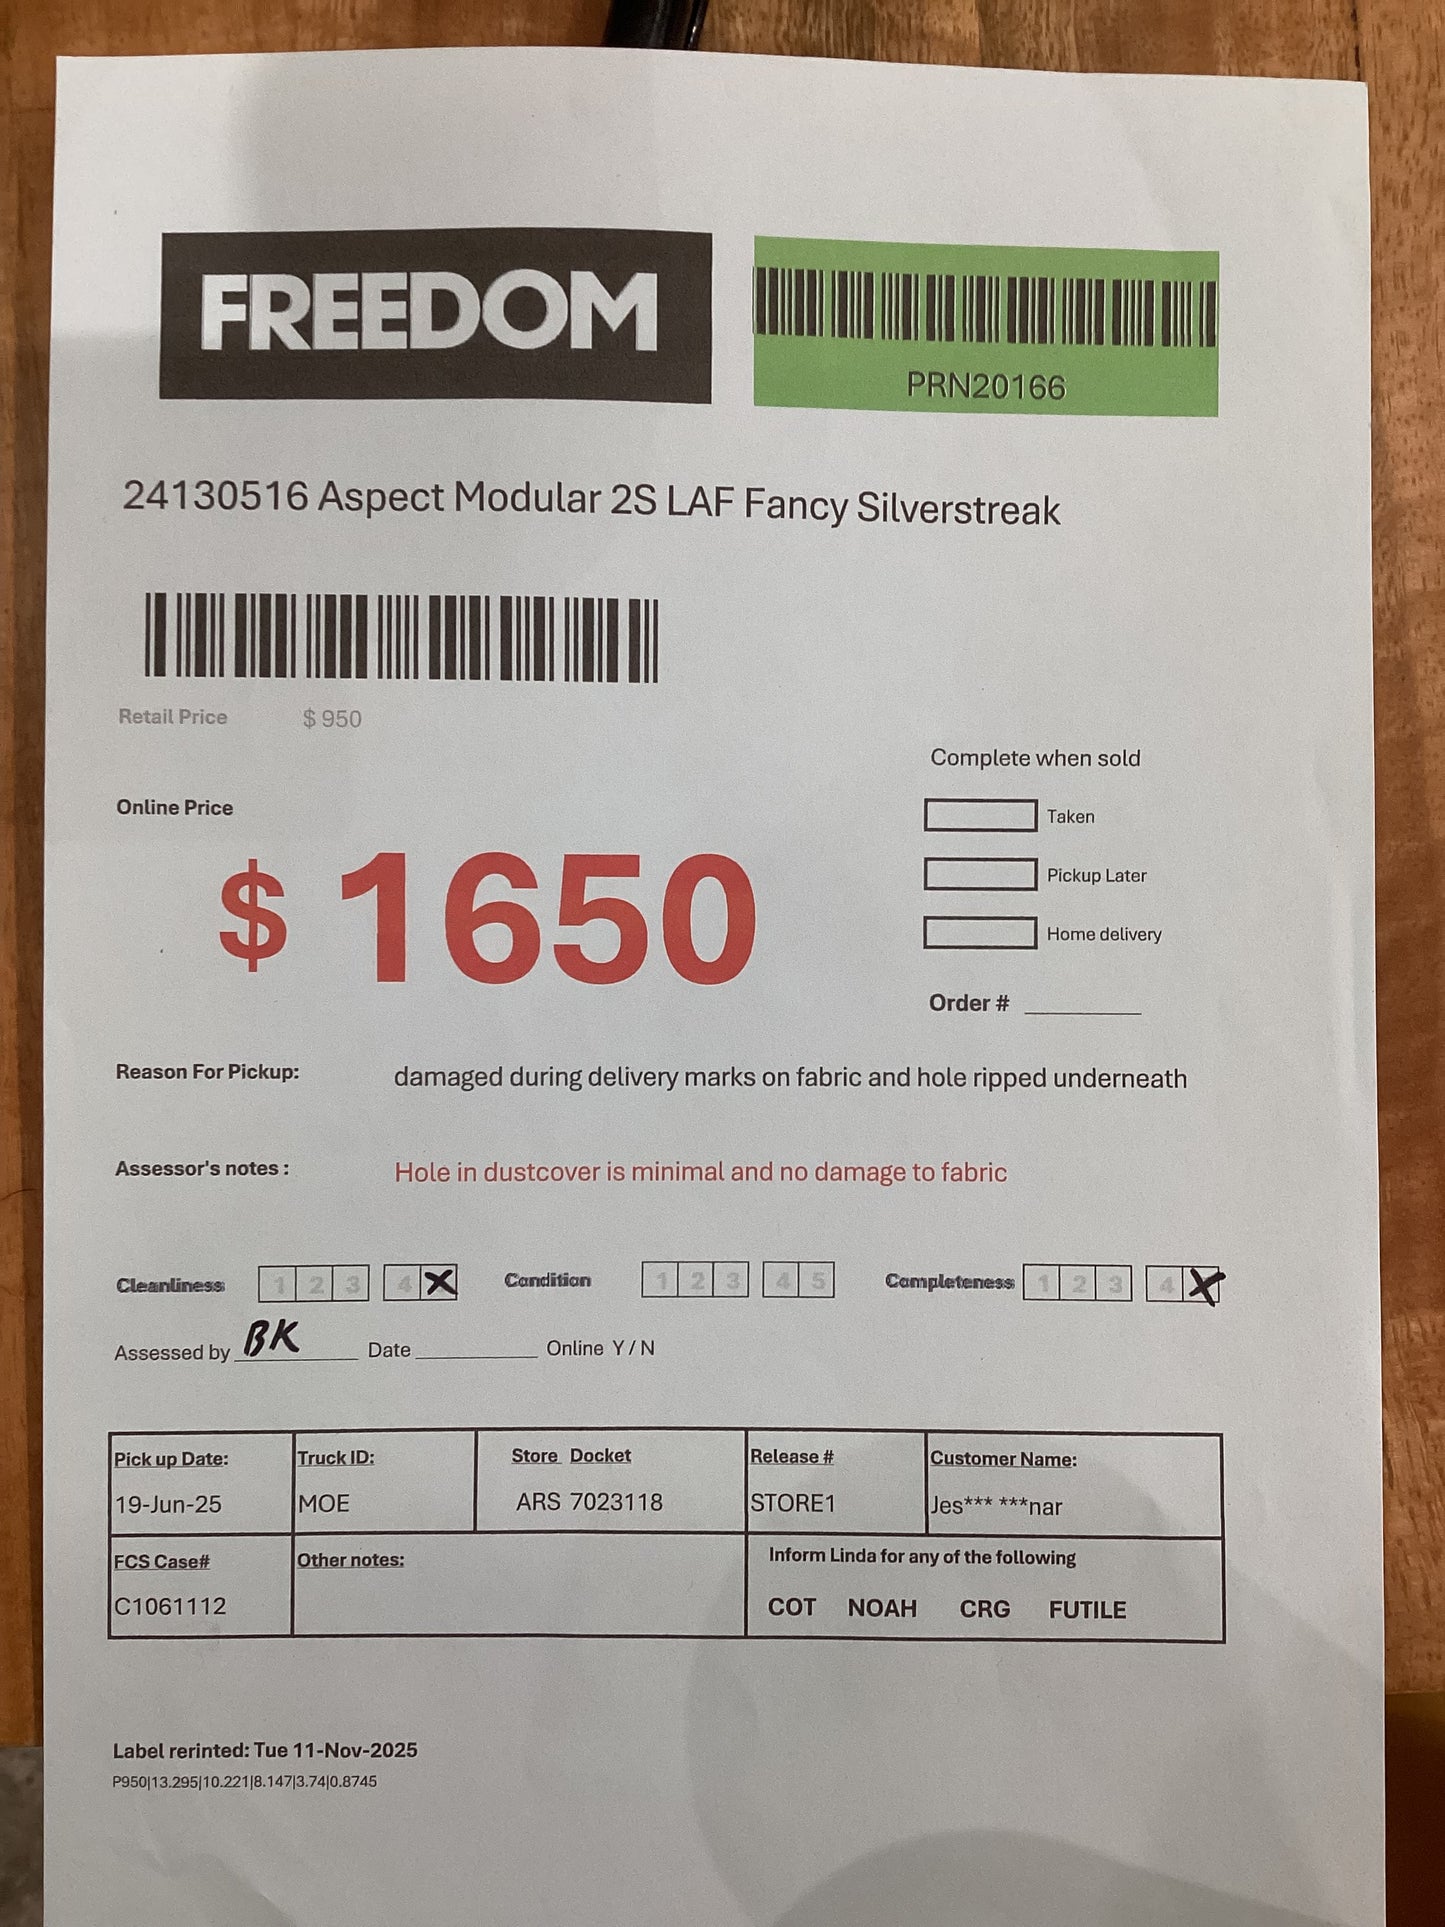 FREEDOM
PRN20166
24130516 Aspect Modular 2S LAF Fancy Silverstreak
Retail Price $ 950
Complete when sold
Online Price
Taken
$ 1650
Pickup Later
Home delivery
Order #
Reason For Pickup: damaged during delivery marks on fabric and hole ripped underneath
Assessor's notes : Hole in dustcover is minimal and no damage to fabric
Cleanliness 1 2 3 4 X Condition 1 2 3 4 5 Completeness 1 2 3 4 X
Assessed by BK Date Online Y / N
Pick up Date: Truck ID: Store Docket Release # Customer Name:
19-Jun-25 MOE ARS 7023118 STORE1 Jes*** ***nar
FCS Case# Other notes: Inform Linda for any of the following
C1061112 COT NOAH CRG FUTILE
Label rerinted: Tue 11-Nov-2025
P950|13.295|10.221|8.147|3.74|0.8745